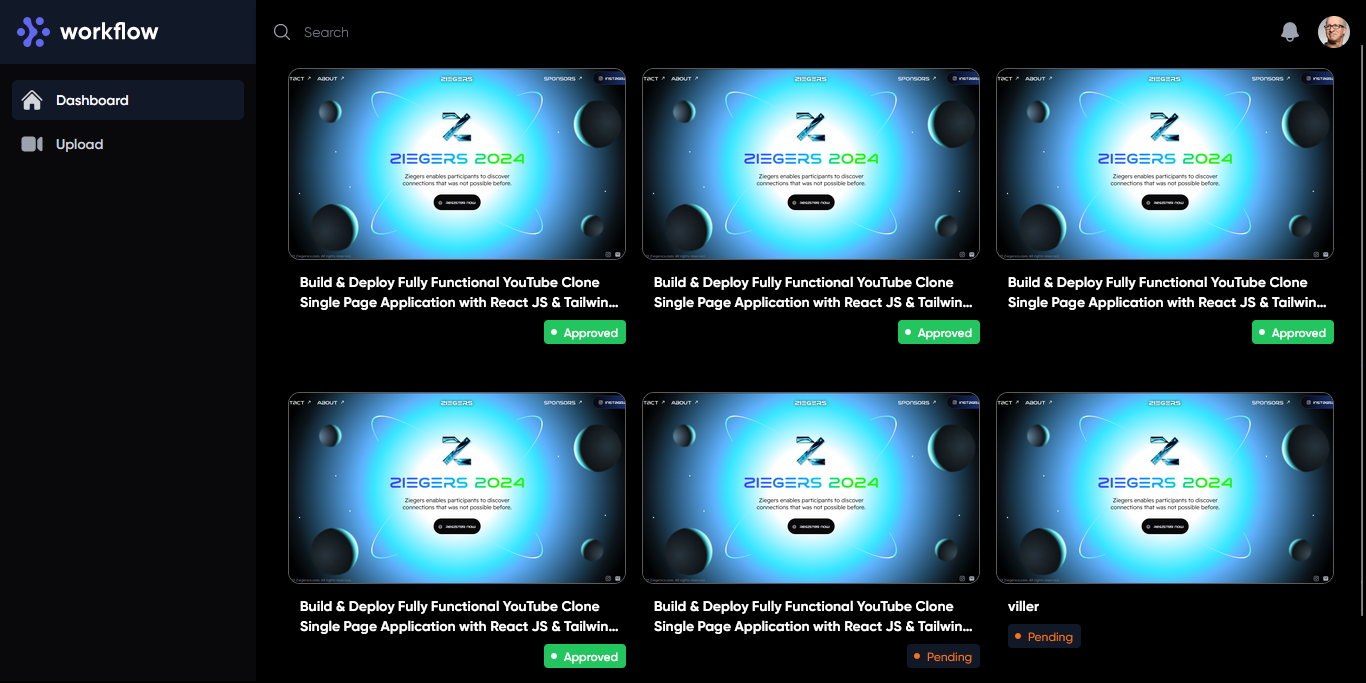 workflow
Search
Dashboard
Upload
TACT ↗ ABOUT ↗ ZIEGERS SPONSORS ↗
ZIEGERS 2024
Ziegers enables participants to discover
connections that was not possible before.
REGISTER NOW
Build & Deploy Fully Functional YouTube Clone
Single Page Application with React JS & Tailwin...
Approved
TACT ↗ ABOUT ↗ ZIEGERS SPONSORS ↗
ZIEGERS 2024
Ziegers enables participants to discover
connections that was not possible before.
REGISTER NOW
Build & Deploy Fully Functional YouTube Clone
Single Page Application with React JS & Tailwin...
Approved
TACT ↗ ABOUT ↗ ZIEGERS SPONSORS ↗
ZIEGERS 2024
Ziegers enables participants to discover
connections that was not possible before.
REGISTER NOW
Build & Deploy Fully Functional YouTube Clone
Single Page Application with React JS & Tailwin...
Approved
TACT ↗ ABOUT ↗ ZIEGERS SPONSORS ↗
ZIEGERS 2024
Ziegers enables participants to discover
connections that was not possible before.
REGISTER NOW
Build & Deploy Fully Functional YouTube Clone
Single Page Application with React JS & Tailwin...
Approved
TACT ↗ ABOUT ↗ ZIEGERS SPONSORS ↗
ZIEGERS 2024
Ziegers enables participants to discover
connections that was not possible before.
REGISTER NOW
Build & Deploy Fully Functional YouTube Clone
Single Page Application with React JS & Tailwin...
Pending
TACT ↗ ABOUT ↗ ZIEGERS SPONSORS ↗
ZIEGERS 2024
Ziegers enables participants to discover
connections that was not possible before.
REGISTER NOW
viller
Pending